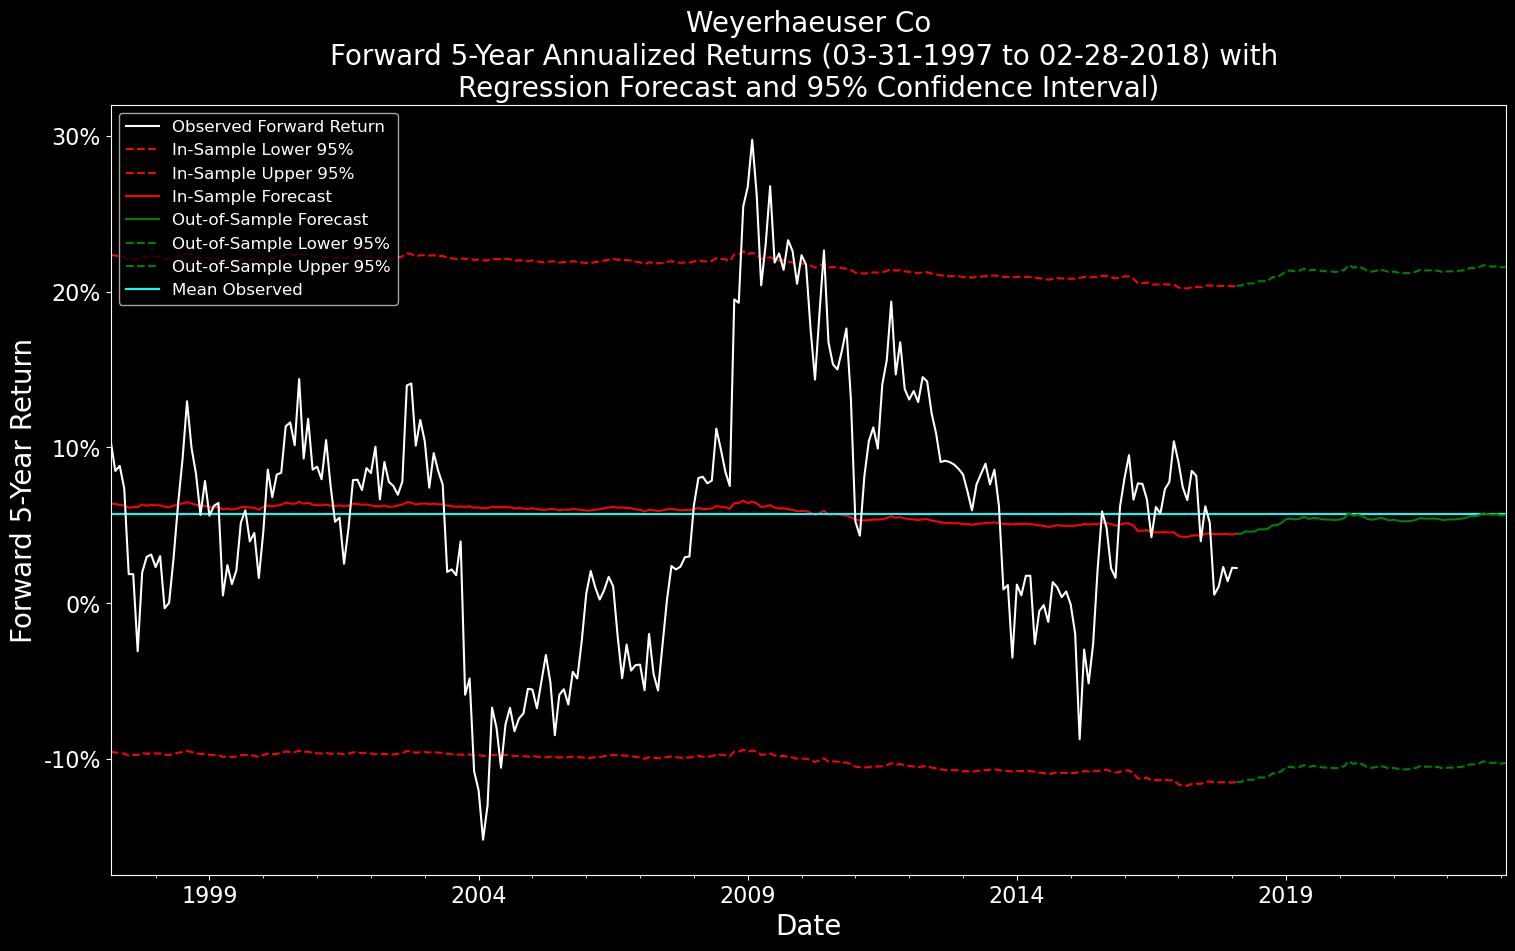 Weyerhaeuser Co
Forward 5-Year Annualized Returns (03-31-1997 to 02-28-2018) with
Regression Forecast and 95% Confidence Interval)
Observed Forward Return
In-Sample Lower 95%
In-Sample Upper 95%
In-Sample Forecast
Out-of-Sample Forecast
Out-of-Sample Lower 95%
Out-of-Sample Upper 95%
Mean Observed
30%
20%
10%
0%
-10%
Forward 5-Year Return
1999
2004
2009
2014
2019
Date